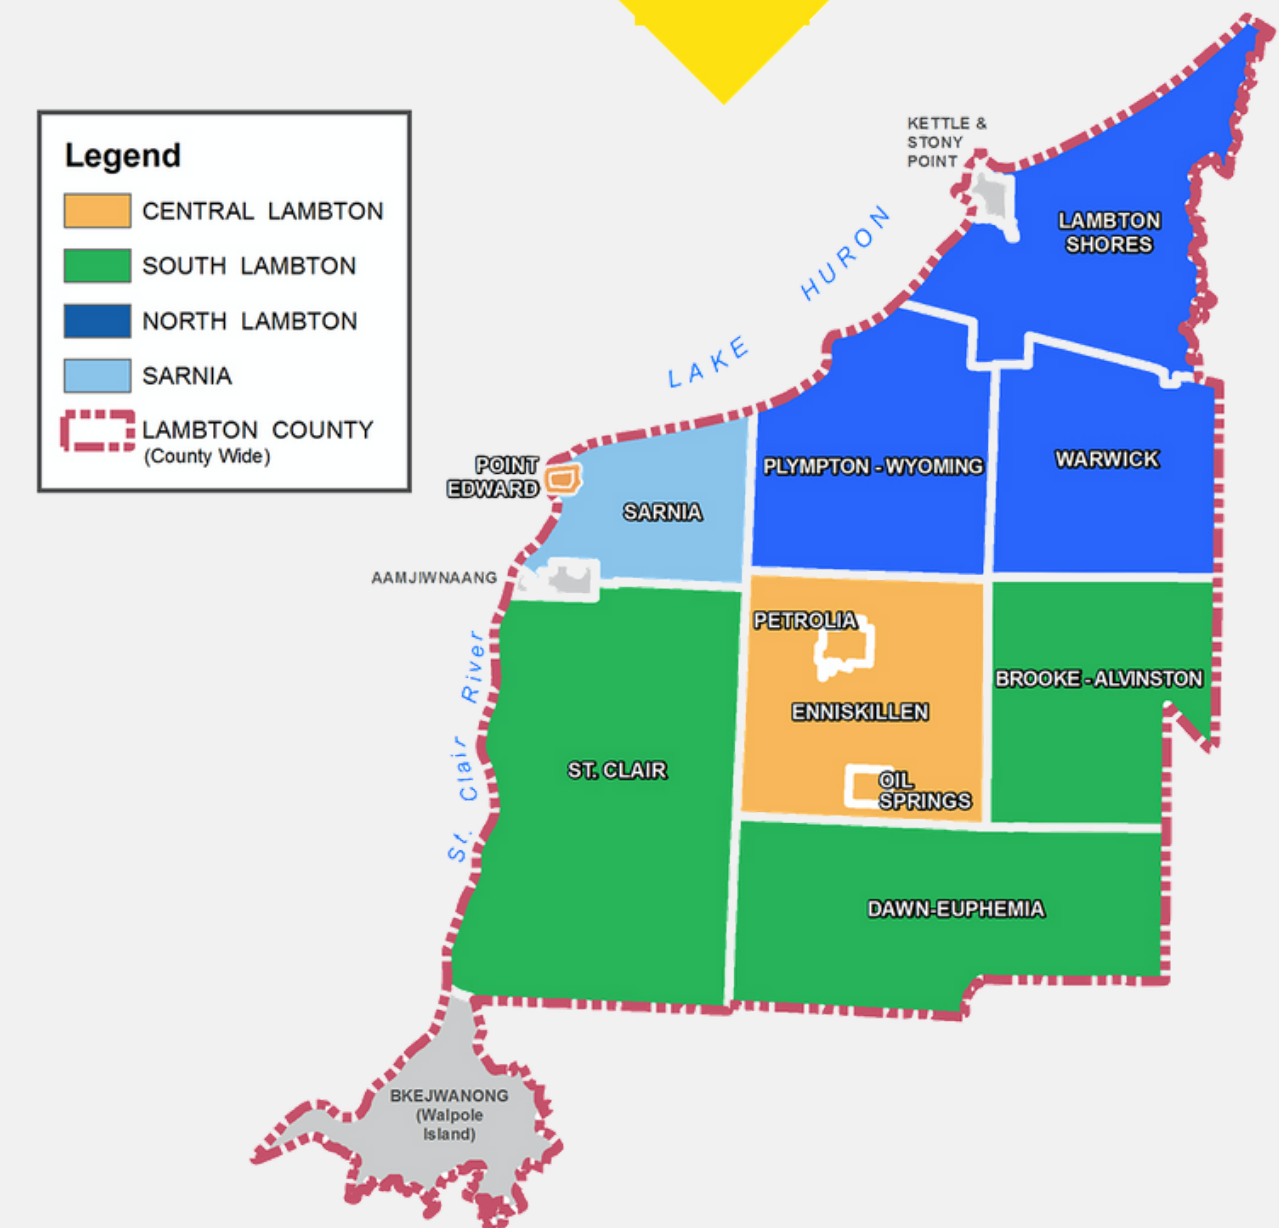 Legend
CENTRAL LAMBTON
SOUTH LAMBTON
NORTH LAMBTON
SARNIA
LAMBTON COUNTY
(County Wide)
KETTLE &
STONY
POINT
LAMBTON
SHORES
LAKE HURON
POINT
EDWARD
SARNIA
PLYMPTON - WYOMING
WARWICK
AAMJIWNAANG
PETROLIA
BROOKE - ALVINSTON
ENNISKILLEN
St. Clair River
ST. CLAIR
OIL
SPRINGS
DAWN-EUPHEMIA
BKEJWANONG
(Walpole
Island)